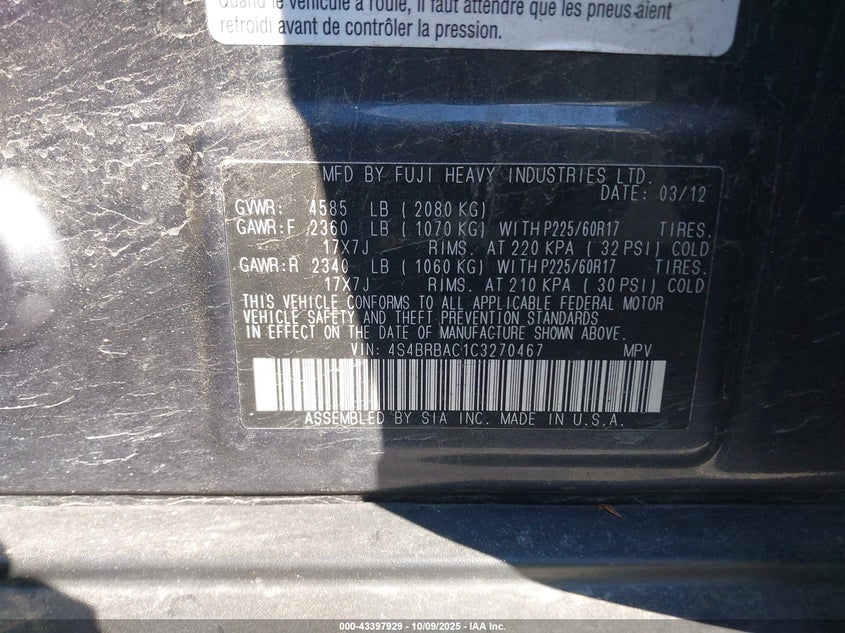 Quand le véhicule a roulé, il faut attendre que les pneus aient
refroidi avant de contrôler la pression.
MFD BY FUJI HEAVY INDUSTRIES LTD.
DATE: 03/12
GVWR: 4585 LB ( 2080 KG)
GAWR:F 2360 LB ( 1070 KG) WITH P225/60R17 TIRES.
17X7J RIMS. AT 220 KPA ( 32 PSI) COLD
GAWR:R 2340 LB ( 1060 KG) WITH P225/60R17 TIRES.
17X7J RIMS. AT 210 KPA ( 30 PSI) COLD
THIS VEHICLE CONFORMS TO ALL APPLICABLE FEDERAL MOTOR
VEHICLE SAFETY AND THEFT PREVENTION STANDARDS
IN EFFECT ON THE DATE OF MANUFACTURE SHOWN ABOVE.
VIN: 4S4BRBAC1C3270467 MPV
ASSEMBLED BY SIA INC. MADE IN U.S.A.
000-43397929 - 10/09/2025 - IAA Inc.